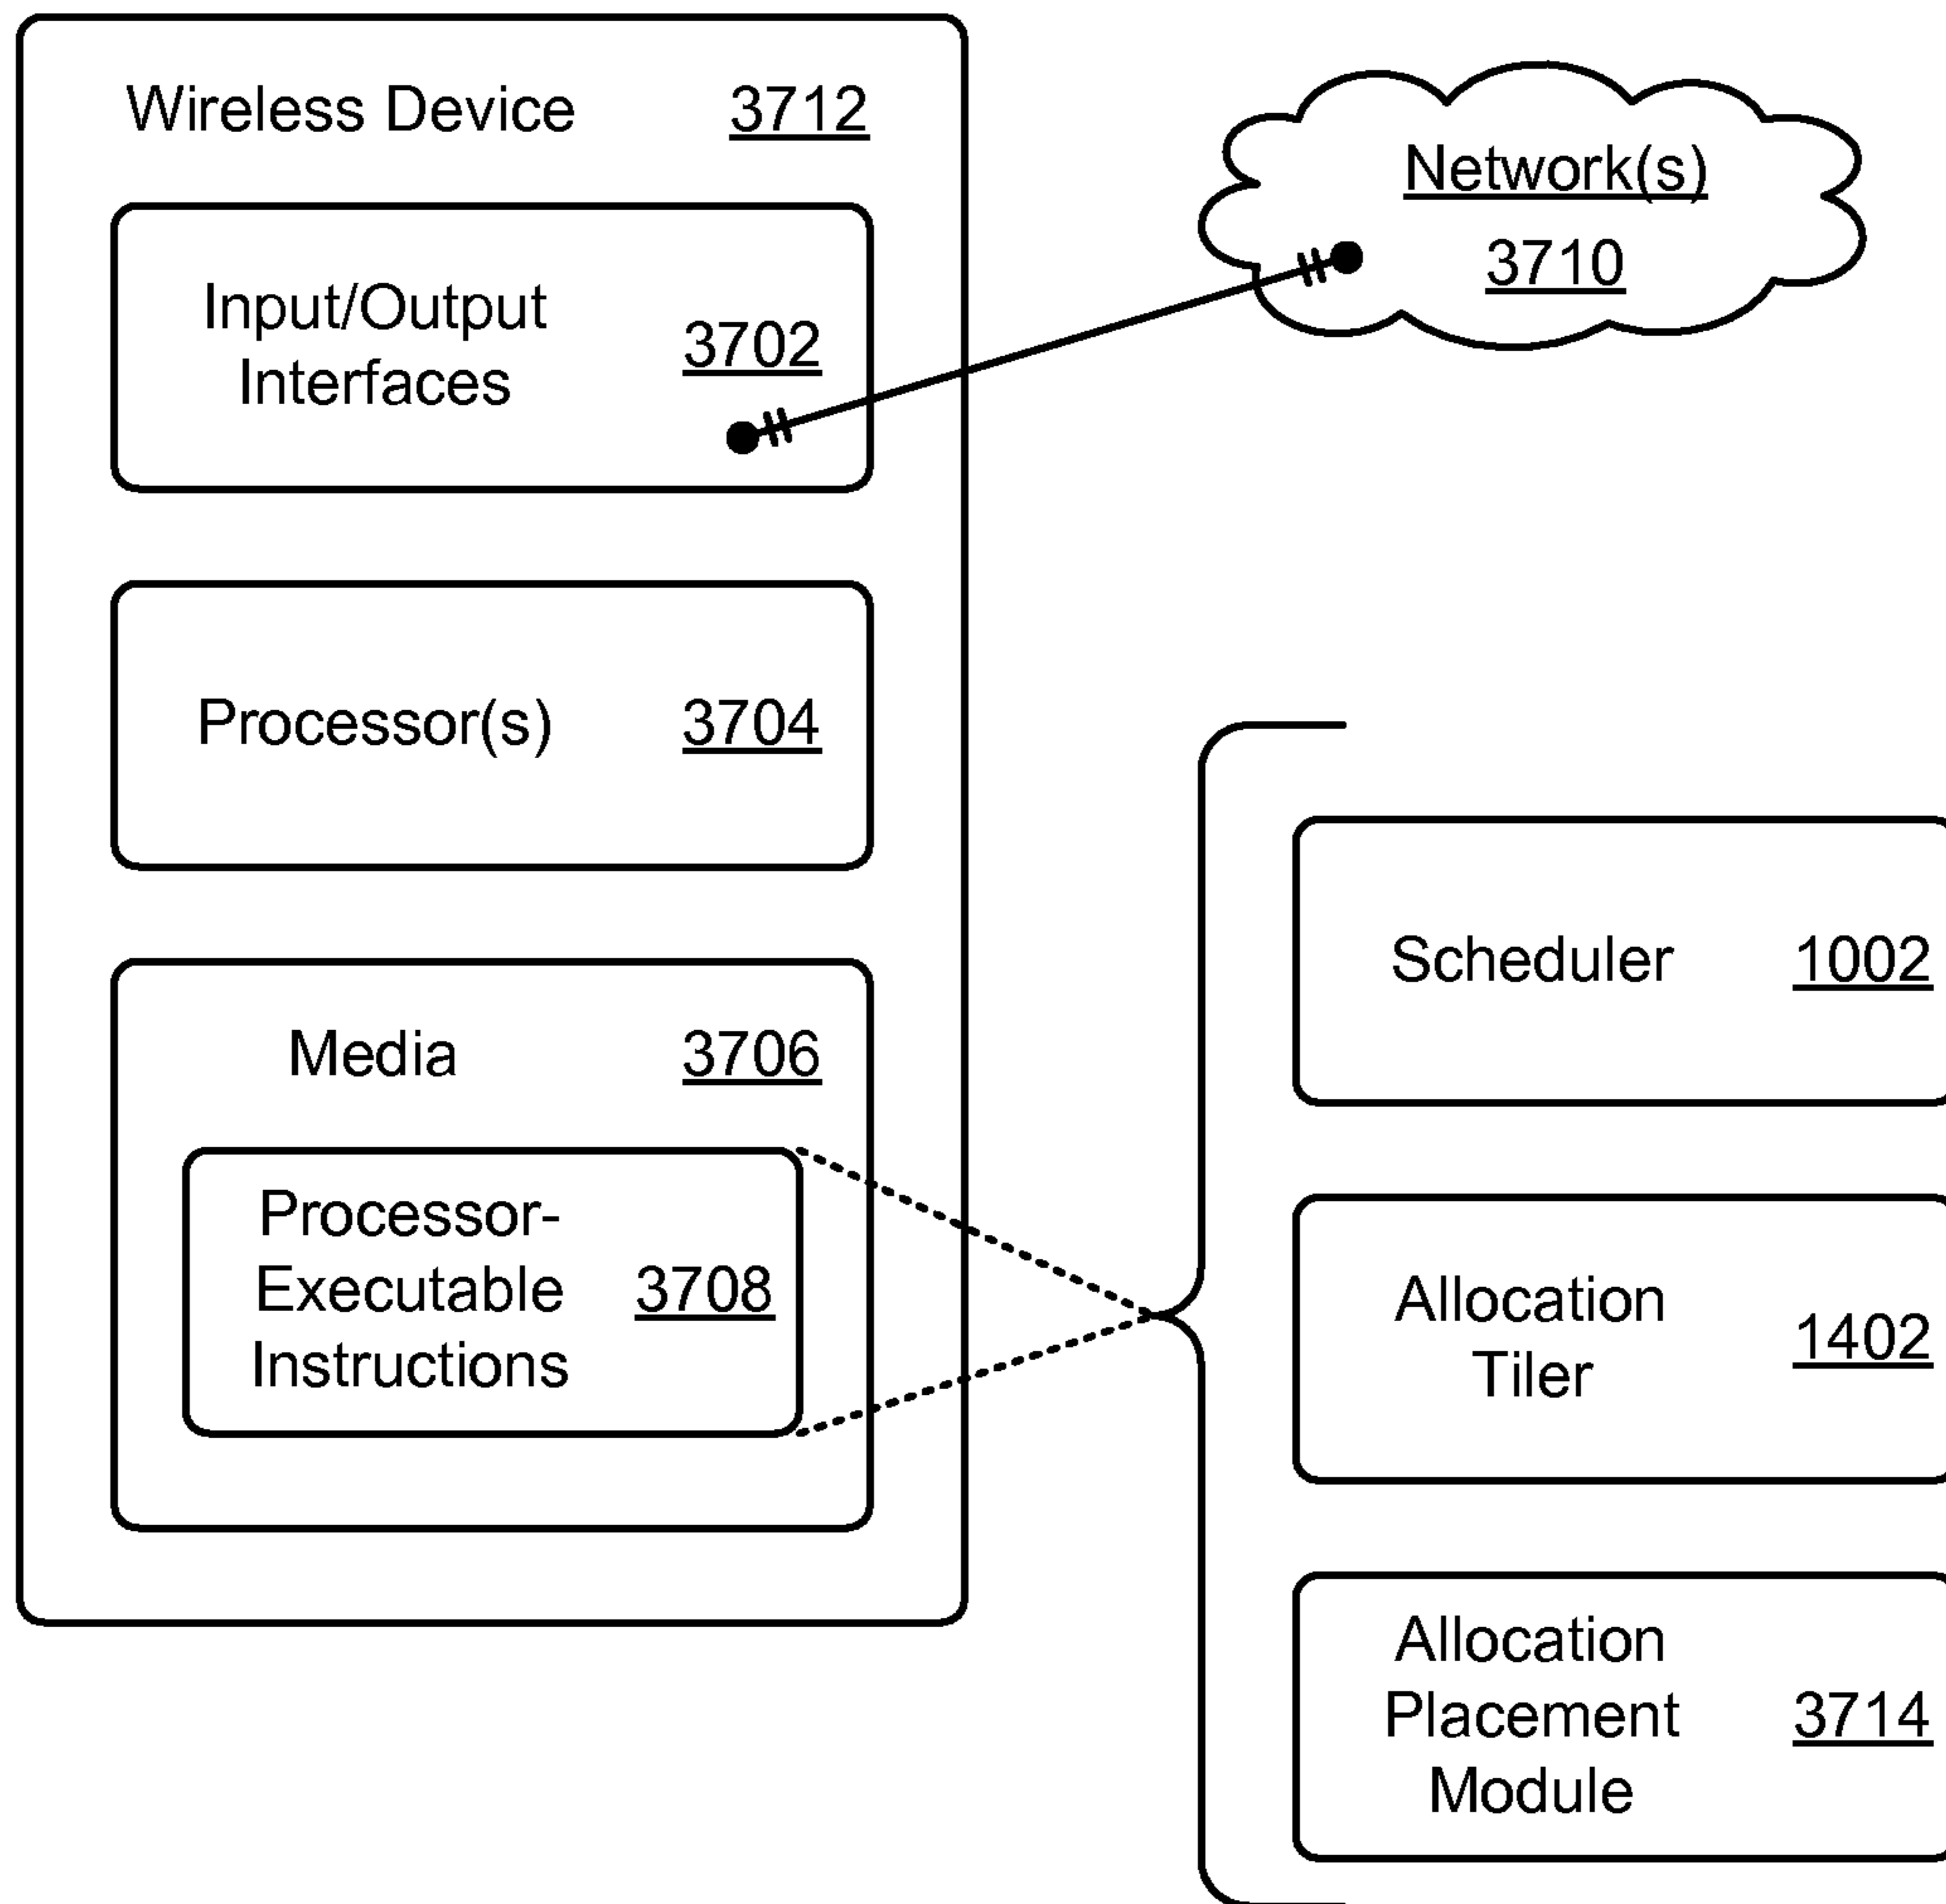 Wireless Device 3712
Input/Output
Interfaces
3702
Processor(s) 3704
Media 3706
Processor-
Executable
Instructions
3708
Network(s)
3710
Scheduler 1002
Allocation
Tiler
1402
Allocation
Placement
Module
3714